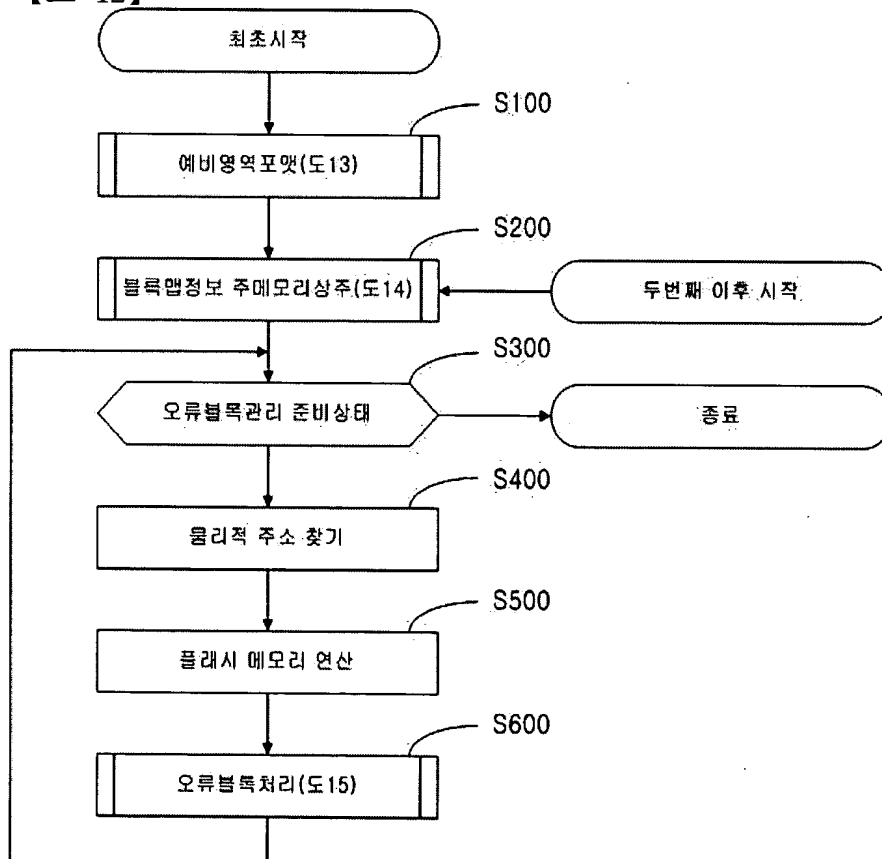 최초시작
S100
예비영역포맷(도13)
S200
블록맵정보 주메모리상주(도14)
두번째 이후 시작
S300
오류블록관리 준비상태
종료
S400
물리적 주소 찾기
S500
플래시 메모리 연산
S600
오류블록처리(도15)